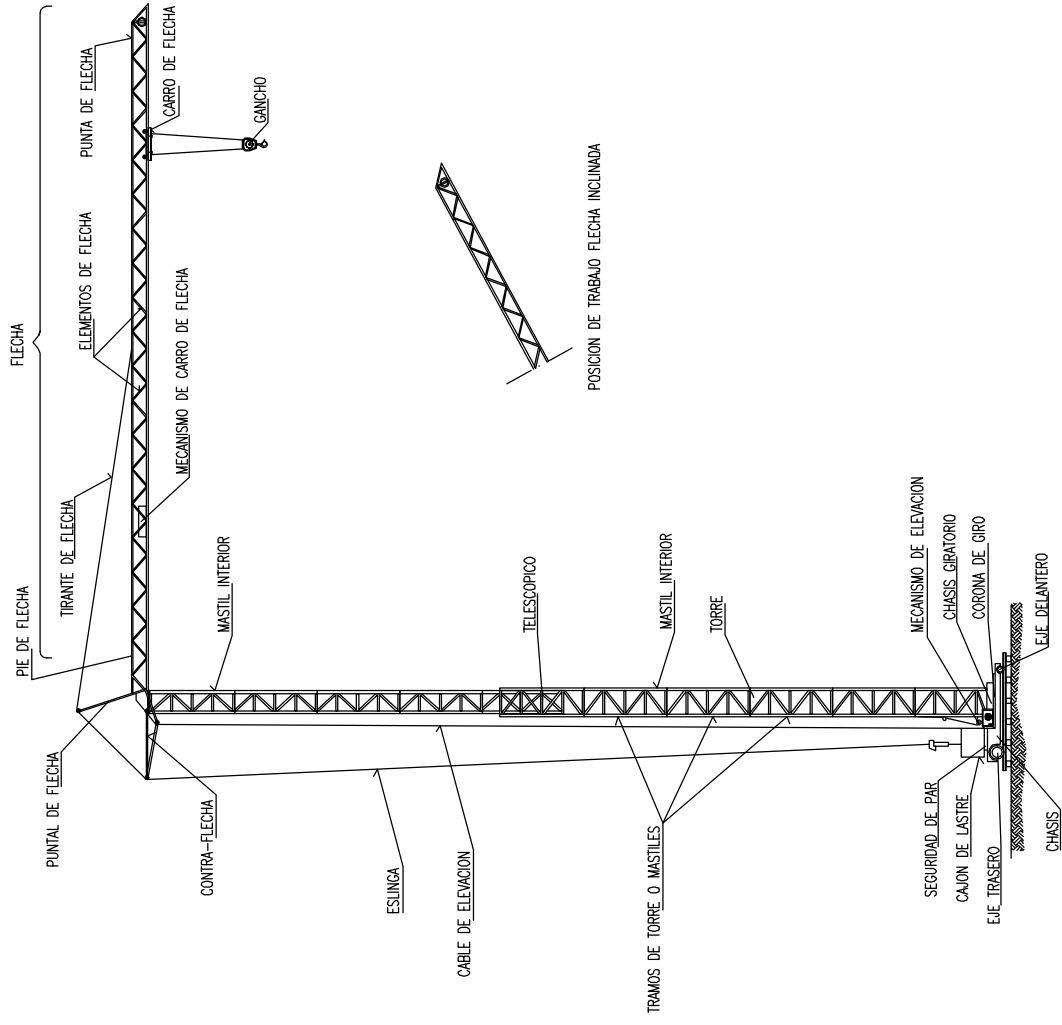 FLECHA
PIE DE FLECHA
TIRANTE DE FLECHA
ELEMENTOS DE FLECHA
PUNTA DE FLECHA
CARRO DE FLECHA
GANCHO
MECANISMO DE CARRO DE FLECHA
PUNTAL DE FLECHA
CONTRA-FLECHA
MASTIL INTERIOR
POSICION DE TRABAJO FLECHA INCLINADA
ESLINGA
CABLE DE ELEVACION
TELESCOPICO
MASTIL INTERIOR
TORRE
TRAMOS DE TORRE O MASTILES
MECANISMO DE ELEVACION
CHASIS GIRATORIO
CORONA DE GIRO
EJE DELANTERO
SEGURIDAD DE PAR
CAJON DE LASTRE
EJE TRASERO
CHASIS